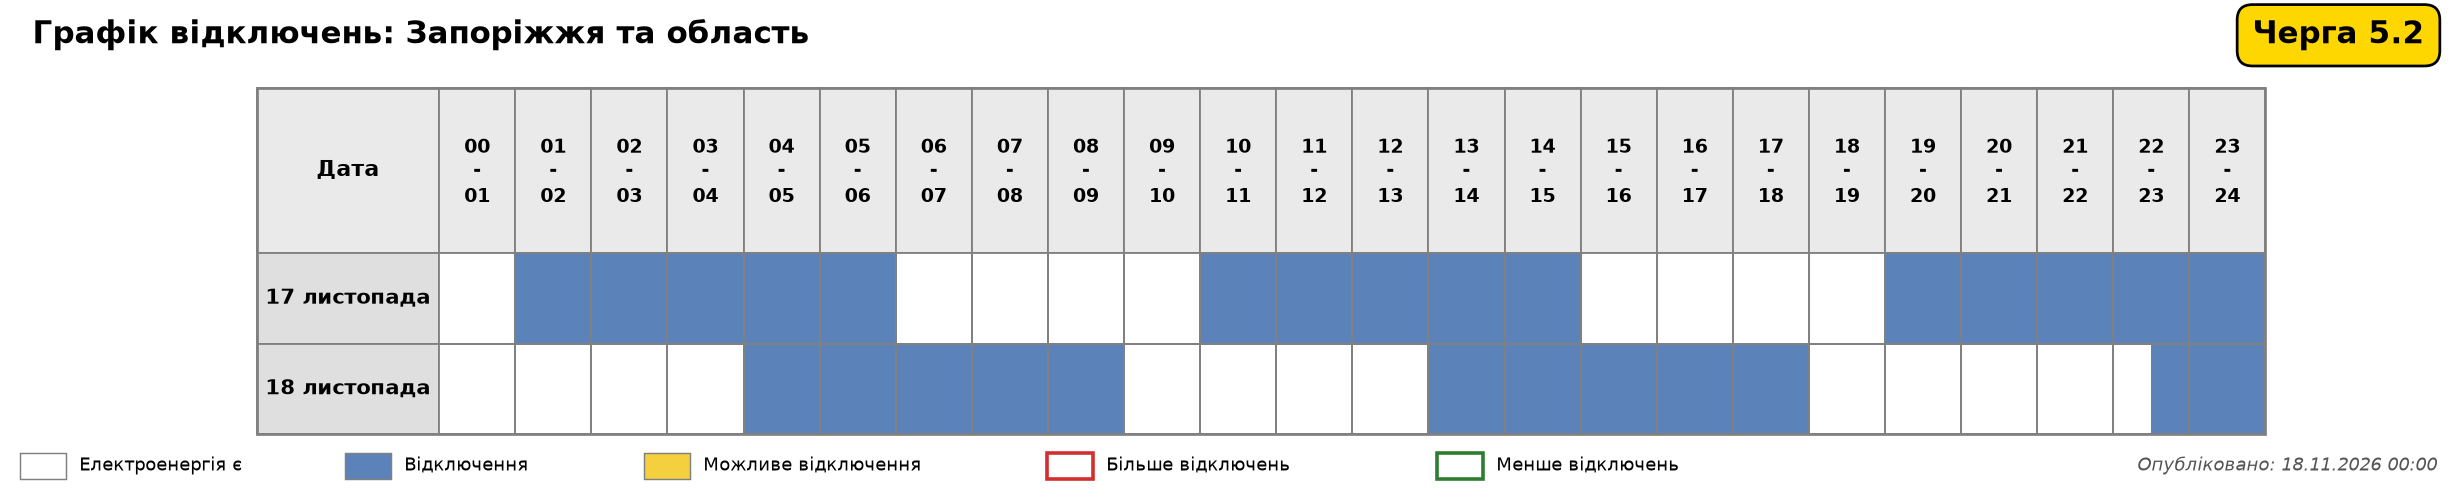 Графік відключень: Запоріжжя та область
Черга 5.2
Дата
00 - 01
01 - 02
02 - 03
03 - 04
04 - 05
05 - 06
06 - 07
07 - 08
08 - 09
09 - 10
10 - 11
11 - 12
12 - 13
13 - 14
14 - 15
15 - 16
16 - 17
17 - 18
18 - 19
19 - 20
20 - 21
21 - 22
22 - 23
23 - 24
17 листопада
18 листопада
Електроенергія є
Відключення
Можливе відключення
Більше відключень
Менше відключень
Опубліковано: 18.11.2026 00:00